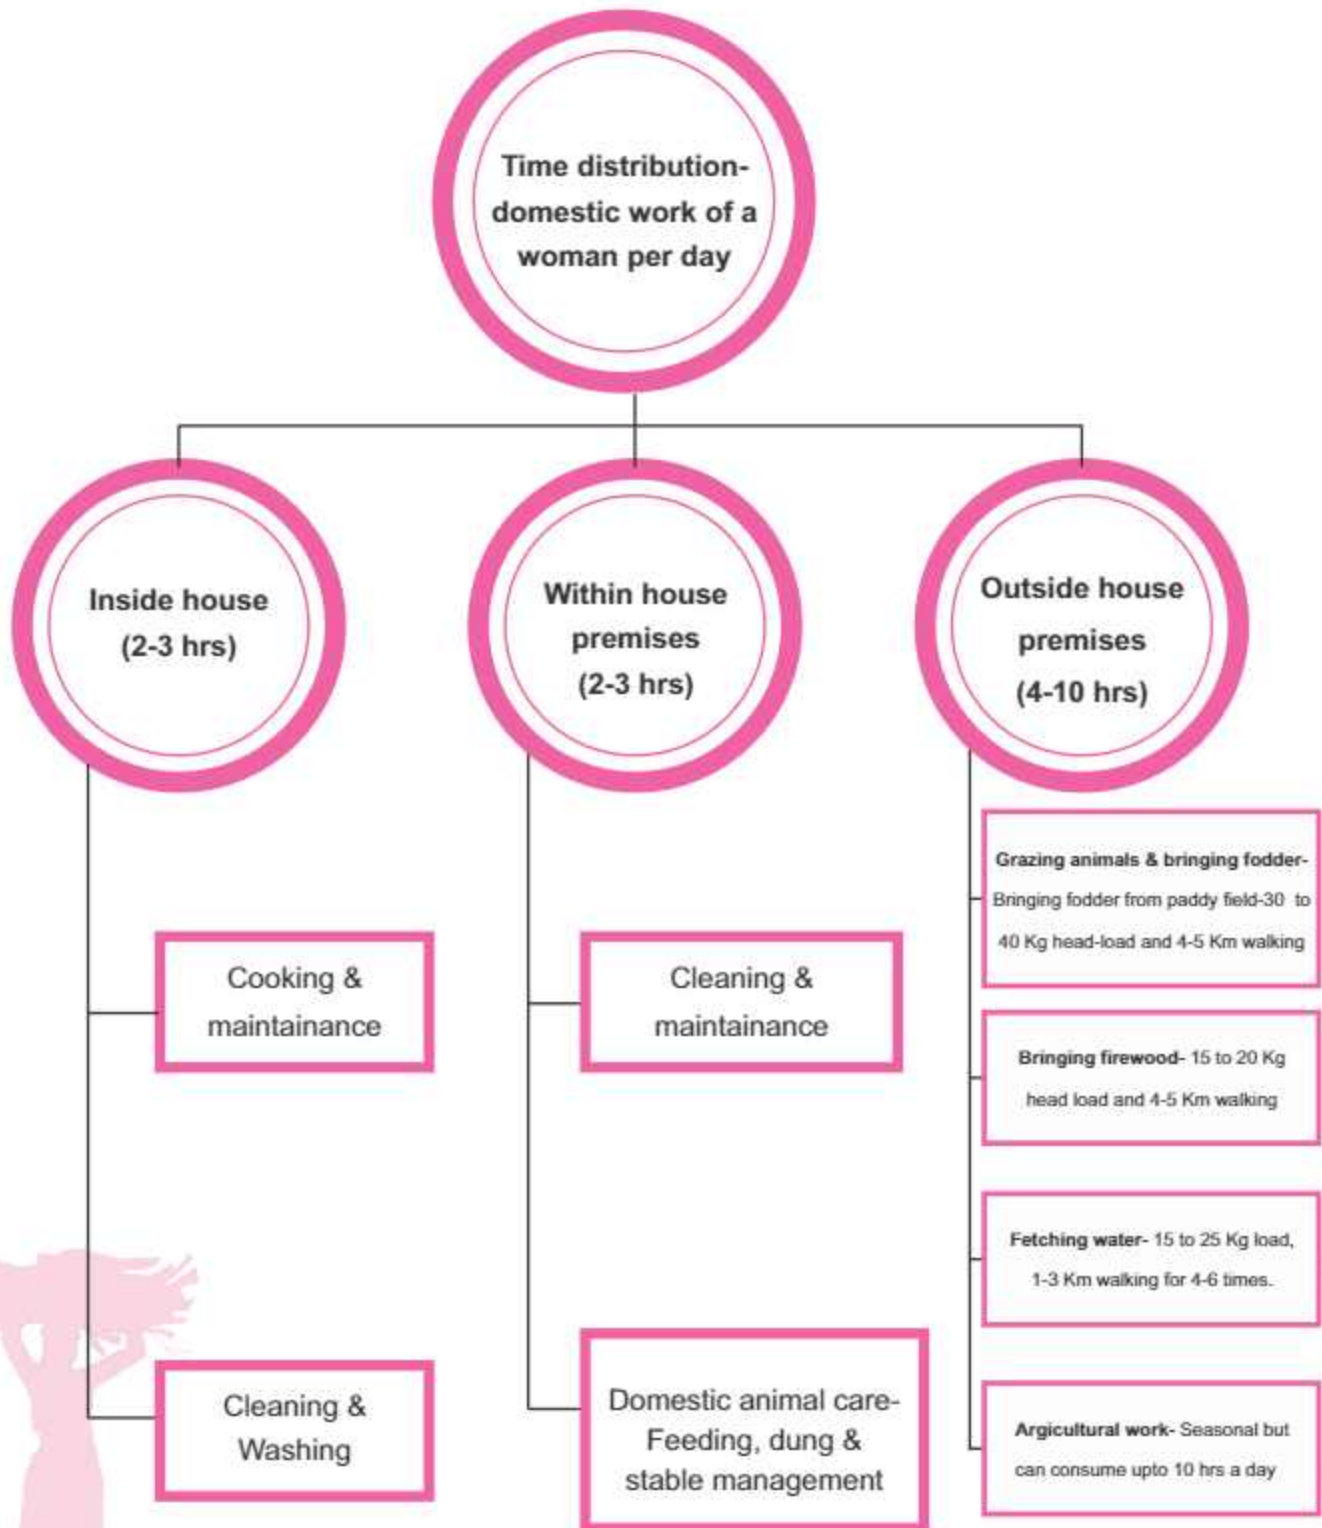 Time distribution-
domestic work of a
woman per day
Inside house
(2-3 hrs)
Within house
premises
(2-3 hrs)
Outside house
premises
(4-10 hrs)
Cooking &
maintainance
Cleaning &
Washing
Cleaning &
maintainance
Domestic animal care-
Feeding, dung &
stable management
Grazing animals & bringing fodder-
Bringing fodder from paddy field-30 to
40 Kg head-load and 4-5 Km walking
Bringing firewood- 15 to 20 Kg
head load and 4-5 Km walking
Fetching water- 15 to 25 Kg load,
1-3 Km walking for 4-6 times.
Argicultural work- Seasonal but
can consume upto 10 hrs a day